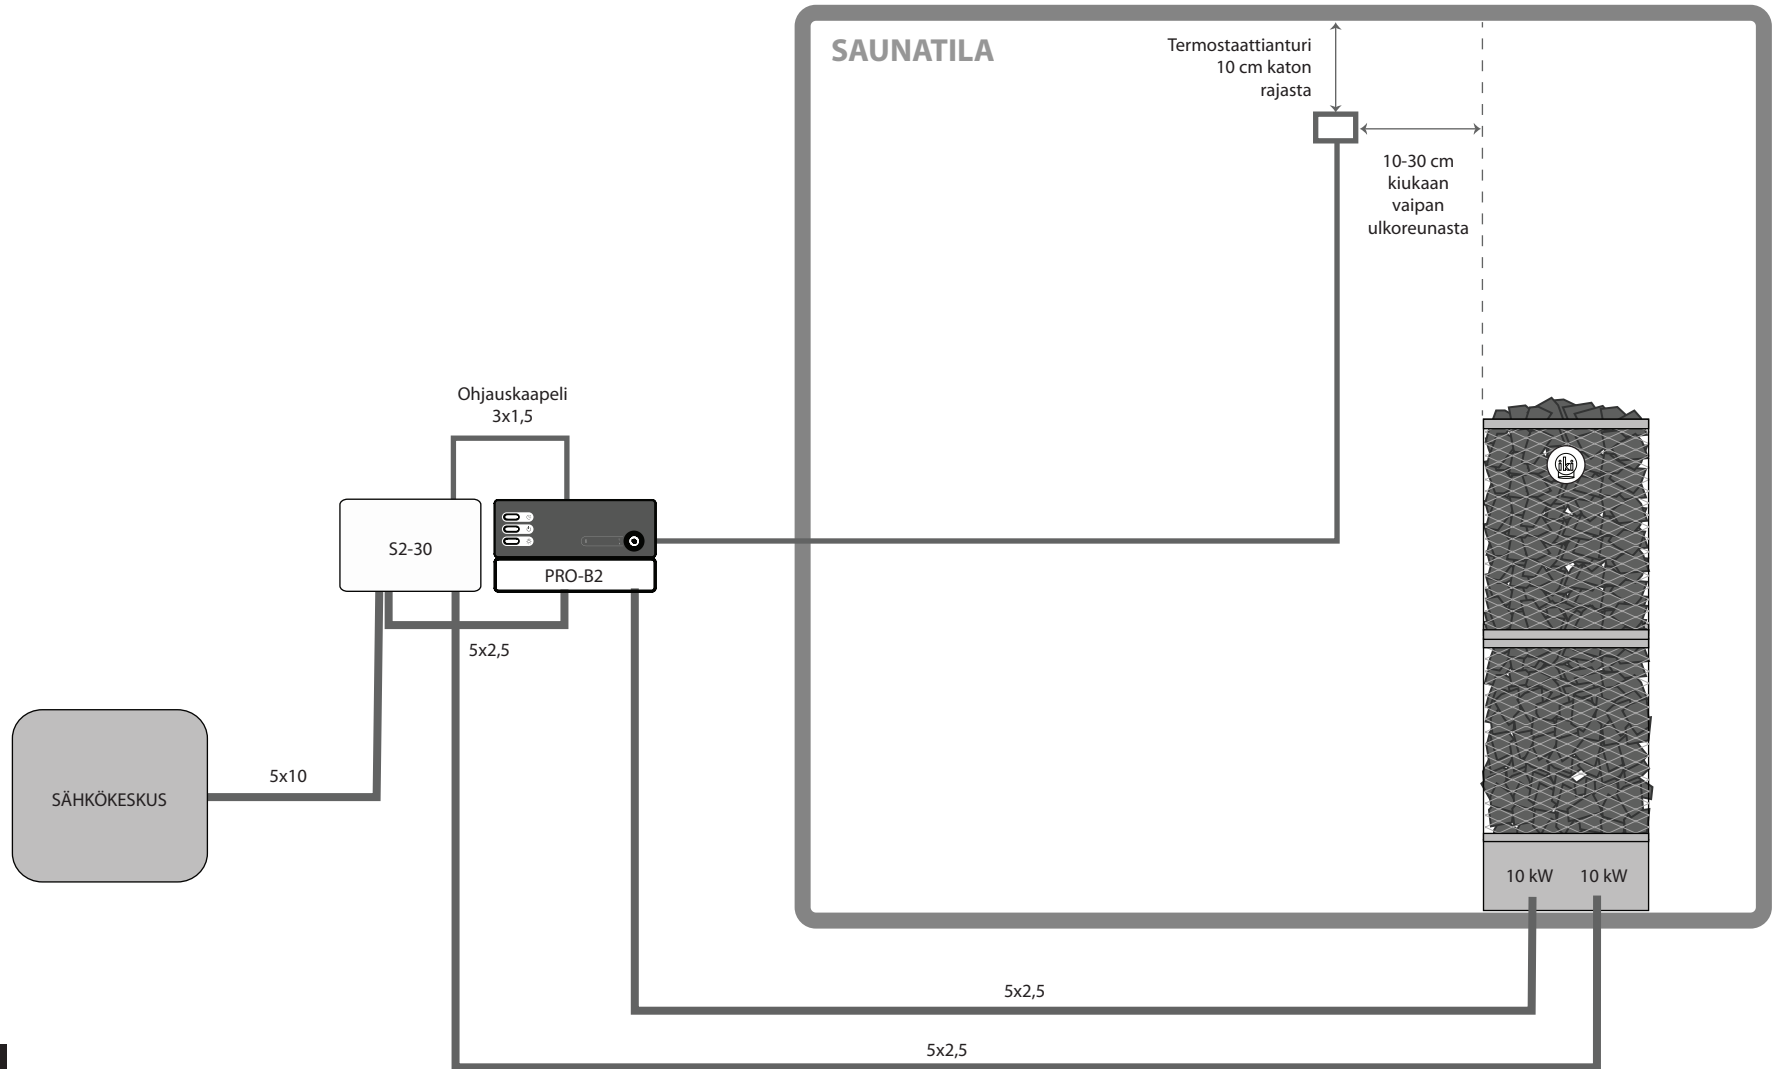 SAUNATILA
Termostaattianturi
10 cm katon
rajasta
10-30 cm
kiukaan
vaipan
ulkoreunasta
Ohjauskaapeli
3x1,5
iki
S2-30
PRO-B2
5x2,5
5x10
SÄHKÖKESKUS
10 kW
10 kW
5x2,5
5x2,5